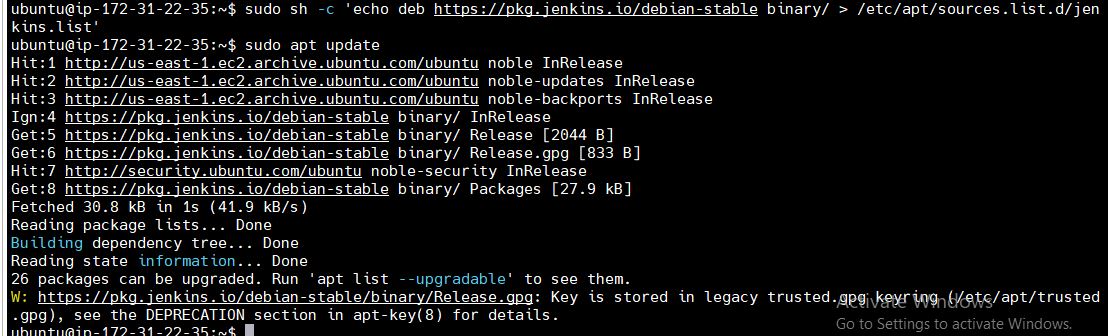 ubuntu@ip-172-31-22-35:~$ sudo sh -c 'echo deb https://pkg.jenkins.io/debian-stable binary/ > /etc/apt/sources.list.d/jen
kins.list'
ubuntu@ip-172-31-22-35:~$ sudo apt update
Hit:1 http://us-east-1.ec2.archive.ubuntu.com/ubuntu noble InRelease
Hit:2 http://us-east-1.ec2.archive.ubuntu.com/ubuntu noble-updates InRelease
Hit:3 http://us-east-1.ec2.archive.ubuntu.com/ubuntu noble-backports InRelease
Ign:4 https://pkg.jenkins.io/debian-stable binary/ InRelease
Get:5 https://pkg.jenkins.io/debian-stable binary/ Release [2044 B]
Get:6 https://pkg.jenkins.io/debian-stable binary/ Release.gpg [833 B]
Hit:7 http://security.ubuntu.com/ubuntu noble-security InRelease
Get:8 https://pkg.jenkins.io/debian-stable binary/ Packages [27.9 kB]
Fetched 30.8 kB in 1s (41.9 kB/s)
Reading package lists... Done
Building dependency tree... Done
Reading state information... Done
26 packages can be upgraded. Run 'apt list --upgradable' to see them.
W: https://pkg.jenkins.io/debian-stable/binary/Release.gpg: Key is stored in legacy trusted.gpg keyring (/etc/apt/trusted
.gpg), see the DEPRECATION section in apt-key(8) for details.
ubuntu@ip-172-31-22-35:~$
Activate Windows
Go to Settings to activate Windows.